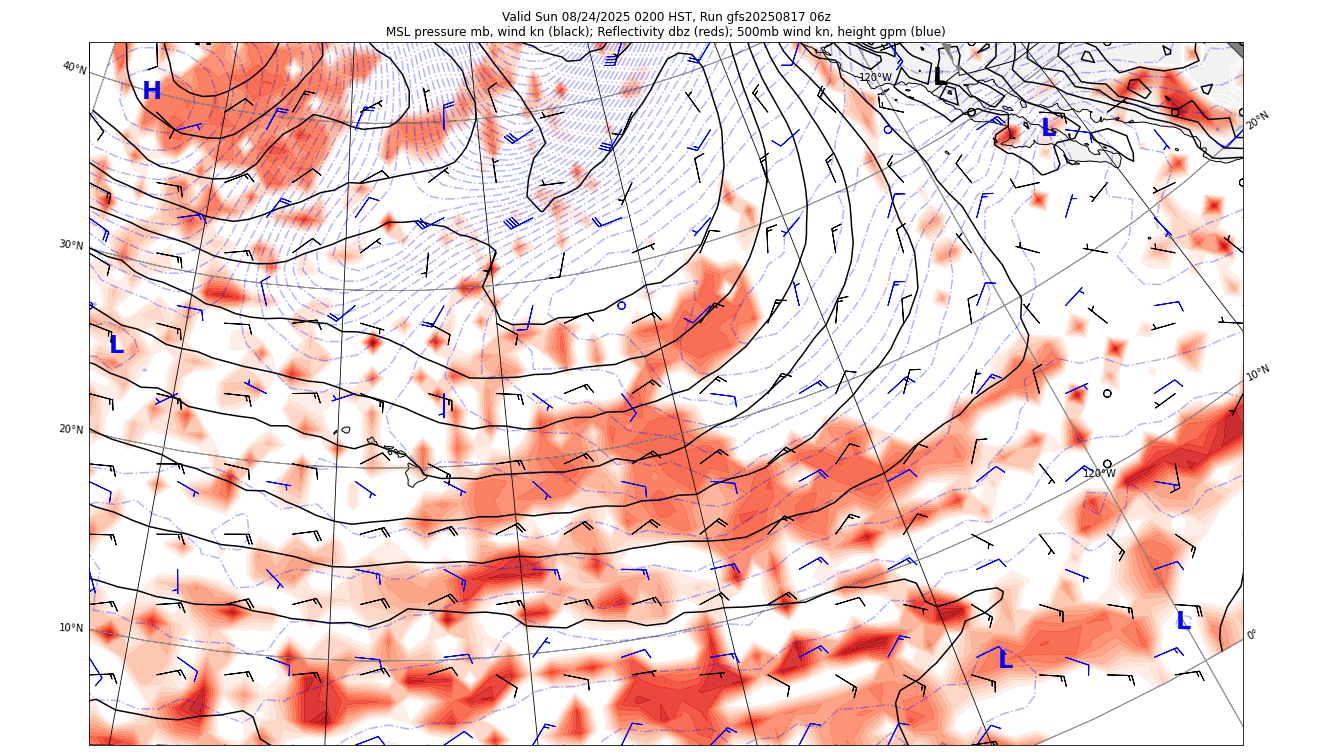 Valid Sun 08/24/2025 0200 HST, Run gfs20250817 06z
MSL pressure mb, wind kn (black); Reflectivity dbz (reds); 500mb wind kn, height gpm (blue)
40°N
H
120°W
L
L
20°N
30°N
L
10°N
20°N
120°W
10°N
L
0°
L